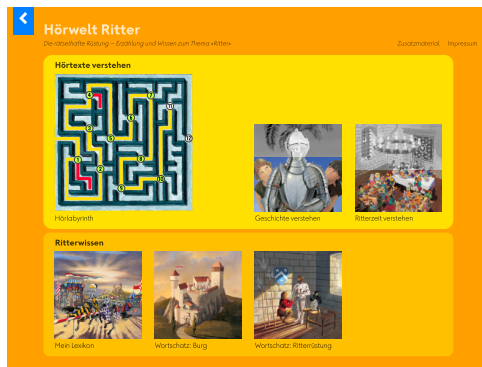 Hörwelt Ritter
Die rätselhafte Rüstung – Erzählung und Wissen zum Thema «Ritter»
Zusatzmaterial Impressum
Hörtexte verstehen
Hörlabyrinth
Geschichte verstehen
Ritterzeit verstehen
Ritterwissen
Mein Lexikon
Wortschatz: Burg
Wortschatz: Ritterrüstung